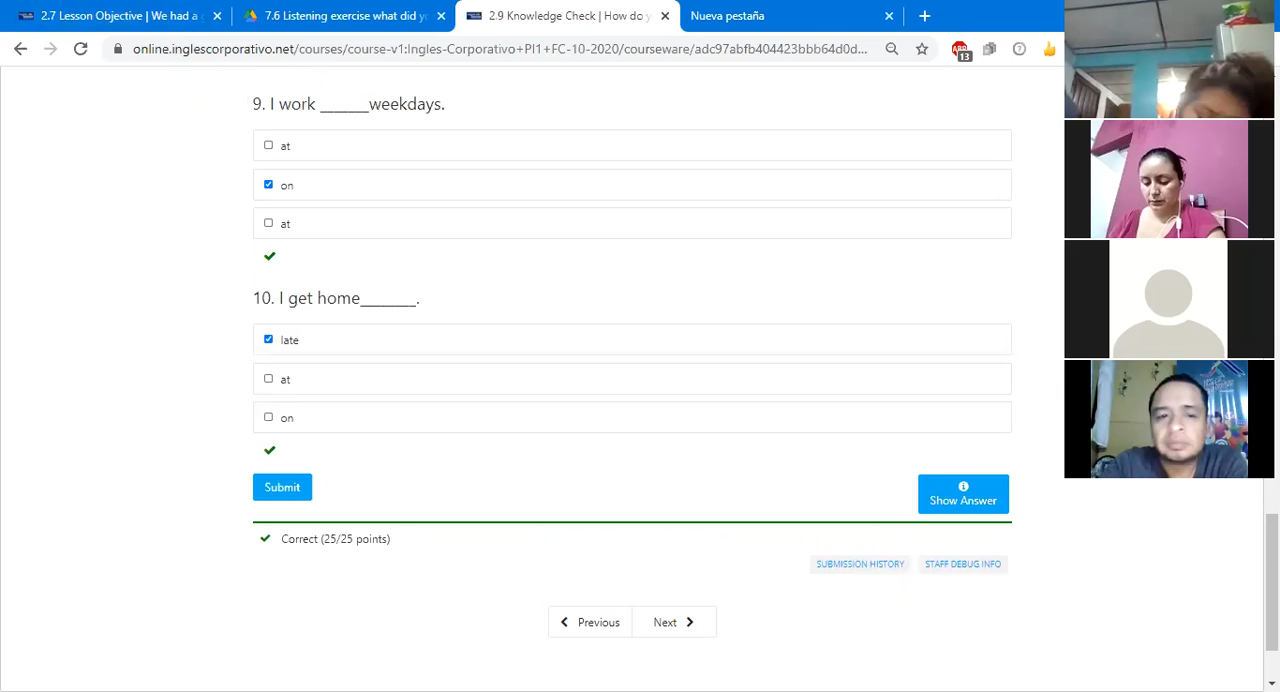 2.7 Lesson Objective | We had a
7.6 Listening exercise what did y
2.9 Knowledge Check | How do y
Nueva pestaña
online.inglescorporativo.net/courses/course-v1:Ingles-Corporativo+PI1+FC-10-2020/courseware/adc97abfb404423bbb64d0d...
ABP
13
9. I work ______weekdays.
at
on
at
10. I get home_______.
late
at
on
Submit
Show Answer
Correct (25/25 points)
SUBMISSION HISTORY
STAFF DEBUG INFO
Previous
Next